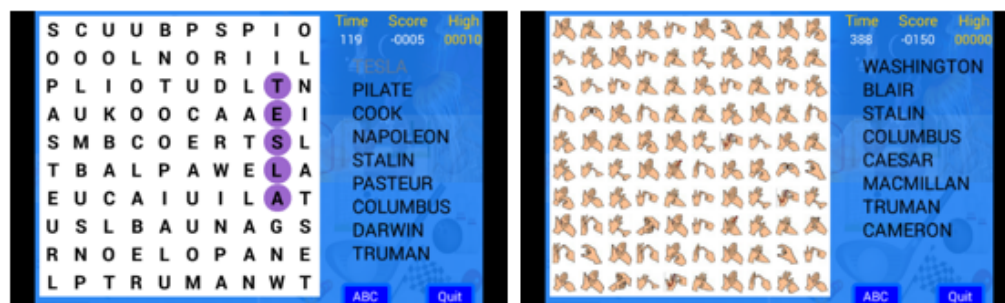 Time Score High
119 -0005 00010
S C U U B P S P I O
O O O L N O R I I L
P L I O T U D L T N
A U K O O C A A E I
S M B C O E R T S L
T B A L P A W E L A
E U C A I U I L A T
U S L B A U N A G S
R N O E L O P A N E
L P T R U M A N W T
TESLA
PILATE
COOK
NAPOLEON
STALIN
PASTEUR
COLUMBUS
DARWIN
TRUMAN
ABC Quit
Time Score High
388 -0150 00000
WASHINGTON
BLAIR
STALIN
COLUMBUS
CAESAR
MACMILLAN
TRUMAN
CAMERON
ABC Quit